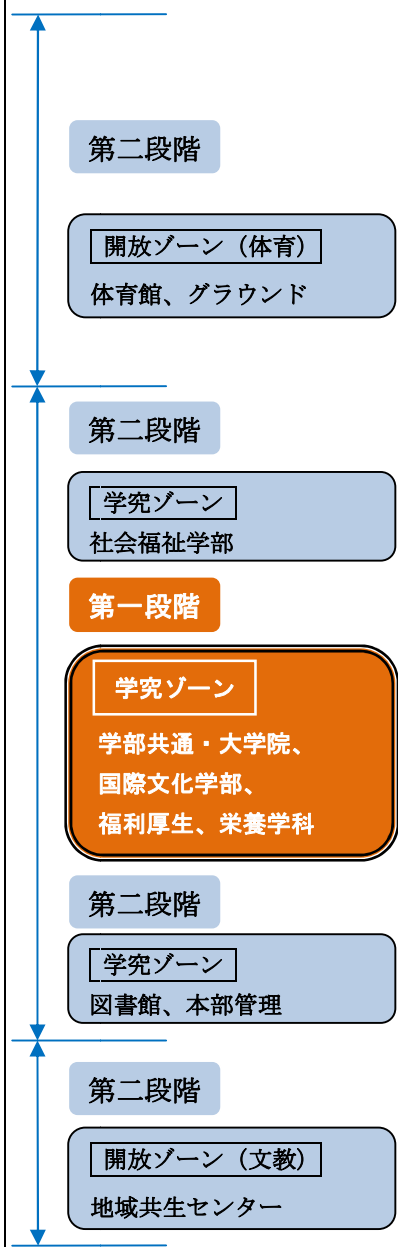 第二段階
開放ゾーン（体育）
体育館、グラウンド
第二段階
学究ゾーン
社会福祉学部
第一段階
学究ゾーン
学部共通・大学院、
国際文化学部、
福利厚生、栄養学科
第二段階
学究ゾーン
図書館、本部管理
第二段階
開放ゾーン（文教）
地域共生センター